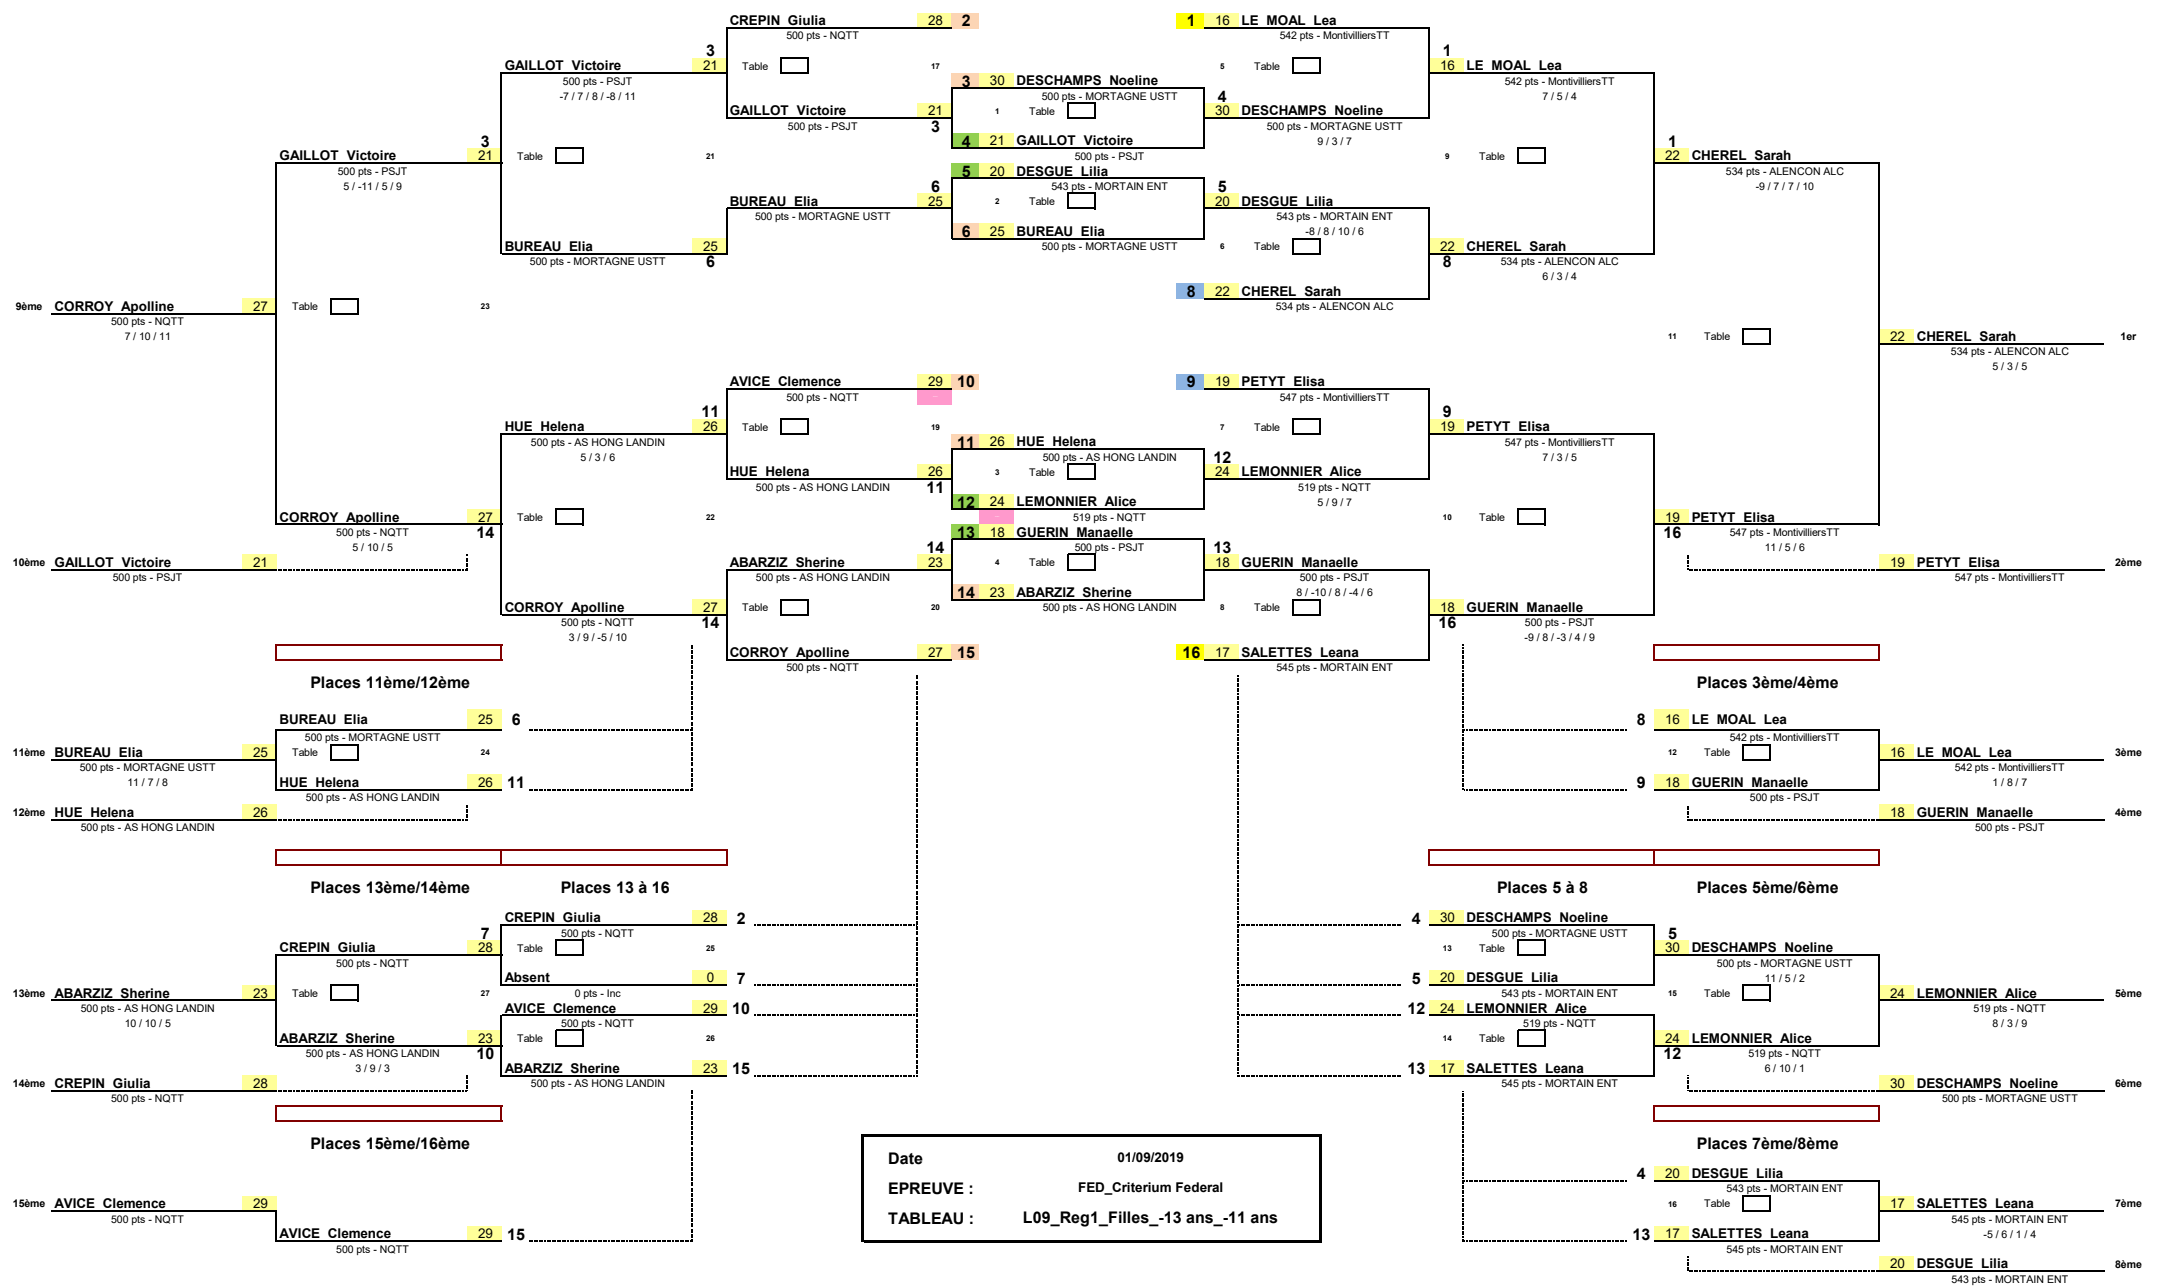 CREPIN Giulia 28 2 1 16 LE MOAL Lea
500 pts - NQTT 542 pts - MontivilliersTT
3 1
GAILLOT Victoire 21 Table 17 5 Table 16 LE MOAL Lea
500 pts - PSJT 3 30 DESCHAMPS Noeline 542 pts - MontivilliersTT
-7 / 7 / 8 / -8 / 11 500 pts - MORTAGNE USTT 4 7 / 5 / 4
GAILLOT Victoire 21 1 Table 30 DESCHAMPS Noeline
500 pts - PSJT 3 500 pts - MORTAGNE USTT
3 4 21 GAILLOT Victoire 9 / 3 / 7 1
GAILLOT Victoire 21 Table 21 500 pts - PSJT 9 Table 22 CHEREL Sarah
500 pts - PSJT 5 20 DESGUE Lilia 534 pts - ALENCON ALC
5 / -11 / 5 / 9 6 543 pts - MORTAIN ENT 5 -9 / 7 / 7 / 10
BUREAU Elia 25 2 Table 20 DESGUE Lilia
500 pts - MORTAGNE USTT 543 pts - MORTAIN ENT
6 25 BUREAU Elia -8 / 8 / 10 / 6
BUREAU Elia 25 500 pts - MORTAGNE USTT 6 Table 22 CHEREL Sarah
500 pts - MORTAGNE USTT 6 8 534 pts - ALENCON ALC
6 / 3 / 4
8 22 CHEREL Sarah
9ème CORROY Apolline 27 Table 23 534 pts - ALENCON ALC
500 pts - NQTT
7 / 10 / 11 11 Table 22 CHEREL Sarah 1er
534 pts - ALENCON ALC
5 / 3 / 5
AVICE Clemence 29 10 9 19 PETYT Elisa
500 pts - NQTT 547 pts - MontivilliersTT
11 9
HUE Helena 26 Table 19 7 Table 19 PETYT Elisa
500 pts - AS HONG LANDIN 11 26 HUE Helena 547 pts - MontivilliersTT
5 / 3 / 6 500 pts - AS HONG LANDIN 12 7 / 3 / 5
HUE Helena 26 3 Table 24 LEMONNIER Alice
500 pts - AS HONG LANDIN 11 519 pts - NQTT
12 24 LEMONNIER Alice 5 / 9 / 7
CORROY Apolline 27 Table 22 519 pts - NQTT 10 Table 19 PETYT Elisa
500 pts - NQTT 14 13 18 GUERIN Manaelle 16 547 pts - MontivilliersTT
5 / 10 / 5 14 500 pts - PSJT 13 11 / 5 / 6
10ème GAILLOT Victoire 21 ABARZIZ Sherine 23 4 Table 18 GUERIN Manaelle 19 PETYT Elisa 2ème
500 pts - PSJT 500 pts - AS HONG LANDIN 500 pts - PSJT 547 pts - MontivilliersTT
14 23 ABARZIZ Sherine 8 / -10 / 8 / -4 / 6
CORROY Apolline 27 Table 20 500 pts - AS HONG LANDIN 8 Table 18 GUERIN Manaelle
500 pts - NQTT 14 16 500 pts - PSJT
3 / 9 / -5 / 10 -9 / 8 / -3 / 4 / 9
CORROY Apolline 27 15 16 17 SALETTES Leana
500 pts - NQTT 545 pts - MORTAIN ENT
Places 11ème/12ème Places 3ème/4ème
BUREAU Elia 25 6 8 16 LE MOAL Lea
500 pts - MORTAGNE USTT 542 pts - MontivilliersTT
11ème BUREAU Elia 25 Table 24 12 Table 16 LE MOAL Lea 3ème
500 pts - MORTAGNE USTT 542 pts - MontivilliersTT
11 / 7 / 8 HUE Helena 26 11 9 18 GUERIN Manaelle 1 / 8 / 7
500 pts - AS HONG LANDIN 500 pts - PSJT
12ème HUE Helena 26 18 GUERIN Manaelle 4ème
500 pts - AS HONG LANDIN 500 pts - PSJT
Places 13ème/14ème Places 13 à 16 Places 5 à 8 Places 5ème/6ème
CREPIN Giulia 28 2 4 30 DESCHAMPS Noeline
7 500 pts - NQTT 500 pts - MORTAGNE USTT 5
CREPIN Giulia 28 Table 25 13 Table 30 DESCHAMPS Noeline
500 pts - NQTT 500 pts - MORTAGNE USTT
Absent 0 7 5 20 DESGUE Lilia 11 / 5 / 2
13ème ABARZIZ Sherine 23 Table 27 0 pts - Inc 543 pts - MORTAIN ENT 15 Table 24 LEMONNIER Alice 5ème
500 pts - AS HONG LANDIN AVICE Clemence 29 10 12 24 LEMONNIER Alice 519 pts - NQTT
10 / 10 / 5 500 pts - NQTT 519 pts - NQTT 8 / 3 / 9
ABARZIZ Sherine 23 Table 26 14 Table 24 LEMONNIER Alice
500 pts - AS HONG LANDIN 10 12 519 pts - NQTT
3 / 9 / 3 ABARZIZ Sherine 23 15 13 17 SALETTES Leana 6 / 10 / 1
14ème CREPIN Giulia 28 500 pts - AS HONG LANDIN 545 pts - MORTAIN ENT 30 DESCHAMPS Noeline 6ème
500 pts - NQTT 500 pts - MORTAGNE USTT
Places 15ème/16ème Places 7ème/8ème
Date 01/09/2019
EPREUVE : FED_Criterium Federal
TABLEAU : L09_Reg1_Filles_-13 ans_-11 ans
4 20 DESGUE Lilia
543 pts - MORTAIN ENT
15ème AVICE Clemence 29 16 Table 17 SALETTES Leana 7ème
500 pts - NQTT 545 pts - MORTAIN ENT
AVICE Clemence 29 15 13 17 SALETTES Leana -5 / 6 / 1 / 4
500 pts - NQTT 545 pts - MORTAIN ENT
20 DESGUE Lilia 8ème
543 pts - MORTAIN ENT